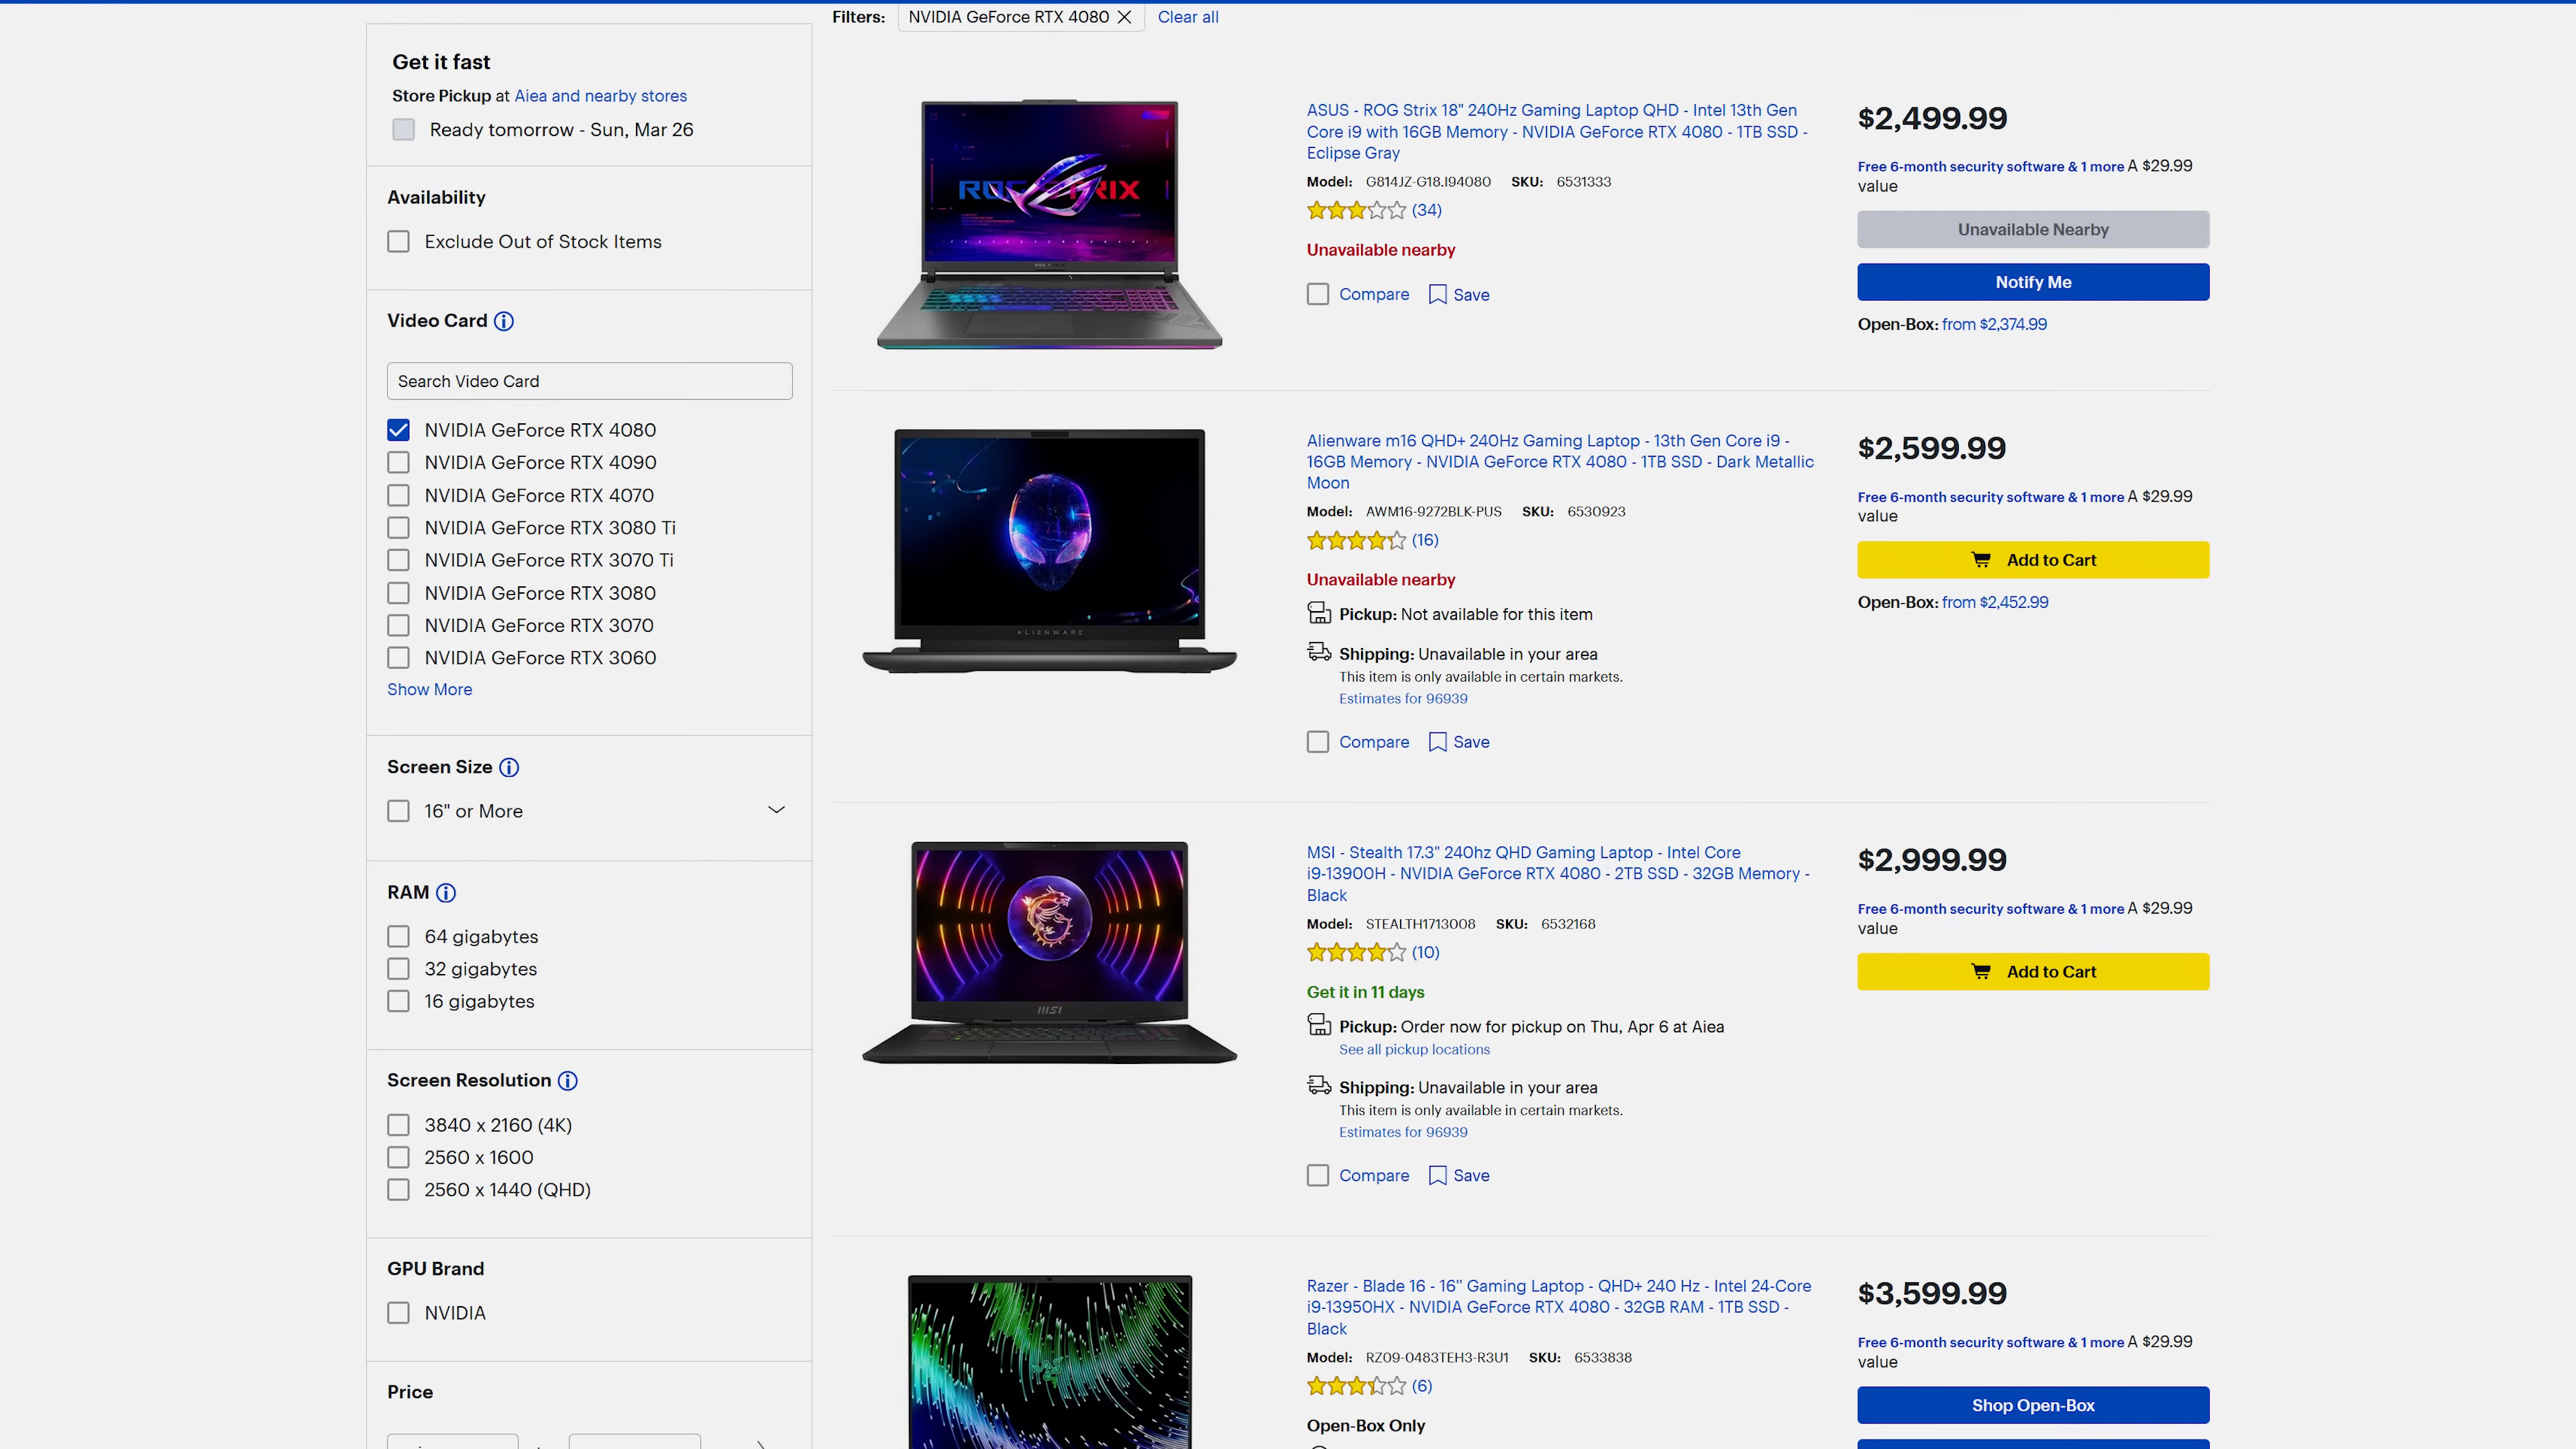 Filters: NVIDIA GeForce RTX 4080 Clear all
Get it fast
Store Pickup at Aiea and nearby stores
Ready tomorrow - Sun, Mar 26
Availability
Exclude Out of Stock Items
Video Card
Search Video Card
NVIDIA GeForce RTX 4080
NVIDIA GeForce RTX 4090
NVIDIA GeForce RTX 4070
NVIDIA GeForce RTX 3080 Ti
NVIDIA GeForce RTX 3070 Ti
NVIDIA GeForce RTX 3080
NVIDIA GeForce RTX 3070
NVIDIA GeForce RTX 3060
Show More
Screen Size
16" or More
RAM
64 gigabytes
32 gigabytes
16 gigabytes
Screen Resolution
3840 x 2160 (4K)
2560 x 1600
2560 x 1440 (QHD)
GPU Brand
NVIDIA
Price
ASUS - ROG Strix 18" 240Hz Gaming Laptop QHD - Intel 13th Gen
Core i9 with 16GB Memory - NVIDIA GeForce RTX 4080 - 1TB SSD -
Eclipse Gray
Model: G814JZ-G18.I94080 SKU: 6531333
(34)
Unavailable nearby
Compare Save
$2,499.99
Free 6-month security software & 1 more A $29.99
value
Unavailable Nearby
Notify Me
Open-Box: from $2,374.99
ALIENWARE
Alienware m16 QHD+ 240Hz Gaming Laptop - 13th Gen Core i9 -
16GB Memory - NVIDIA GeForce RTX 4080 - 1TB SSD - Dark Metallic
Moon
Model: AWM16-9272BLK-PUS SKU: 6530923
(16)
Unavailable nearby
Pickup: Not available for this item
Shipping: Unavailable in your area
This item is only available in certain markets.
Estimates for 96939
Compare Save
$2,599.99
Free 6-month security software & 1 more A $29.99
value
Add to Cart
Open-Box: from $2,452.99
msi
MSI - Stealth 17.3" 240hz QHD Gaming Laptop - Intel Core
i9-13900H - NVIDIA GeForce RTX 4080 - 2TB SSD - 32GB Memory -
Black
Model: STEALTH1713008 SKU: 6532168
(10)
Get it in 11 days
Pickup: Order now for pickup on Thu, Apr 6 at Aiea
See all pickup locations
Shipping: Unavailable in your area
This item is only available in certain markets.
Estimates for 96939
Compare Save
$2,999.99
Free 6-month security software & 1 more A $29.99
value
Add to Cart
Razer - Blade 16 - 16" Gaming Laptop - QHD+ 240 Hz - Intel 24-Core
i9-13950HX - NVIDIA GeForce RTX 4080 - 32GB RAM - 1TB SSD -
Black
Model: RZ09-0483TEH3-R3U1 SKU: 6533838
(6)
Open-Box Only
$3,599.99
Free 6-month security software & 1 more A $29.99
value
Shop Open-Box